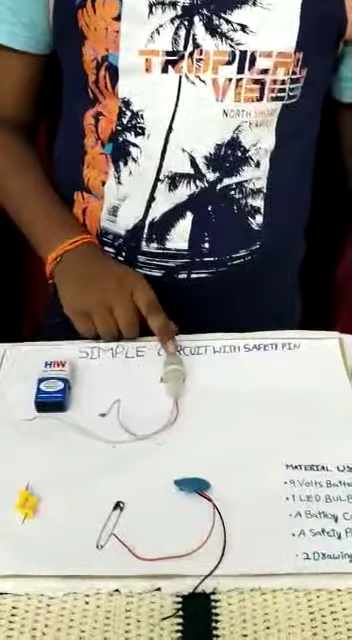 TROPICAL
VIBES
NORTH SHORE
HAWAII
SIMPLE CIRCUIT WITH SAFETY PIN
HIW
MATERIAL US
• 9 Volts Batte
• 1 LED BULB
• A Battery C
• A Safety P
• 2 Drawing